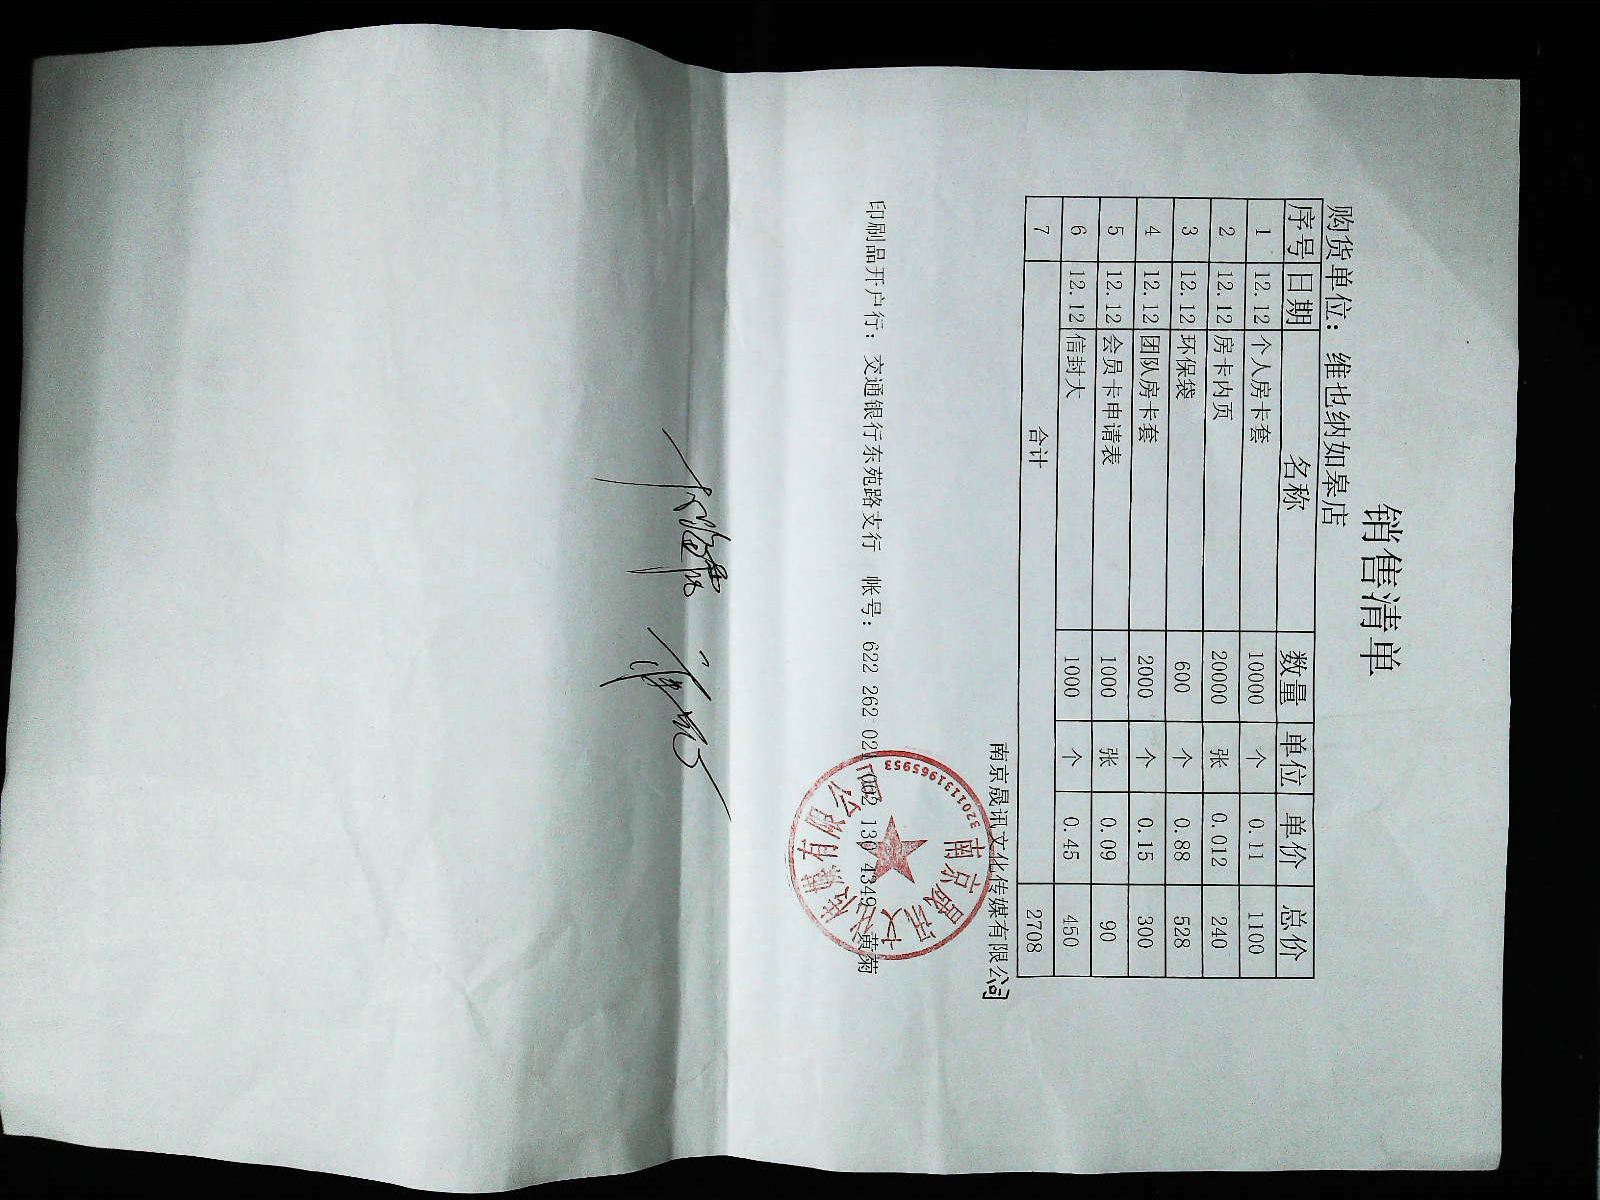 销售清单
购货单位：维也纳如皋店
序号 日期 名称 数量 单位 单价 总价
1 12.12 个人房卡套 10000 个 0.11 1100
2 12.12 房卡内页 20000 张 0.012 240
3 12.12 环保袋 600 个 0.88 528
4 12.12 团队房卡套 2000 个 0.15 300
5 12.12 会员卡申请表 1000 张 0.09 90
6 12.12 信封大 1000 个 0.45 450
7 合计 2708
南京晟讯文化传媒有限公司
印刷品开户行：交通银行东苑路支行 帐号：622 262 021 002 130 4349 黄菊
南京晟讯文化传媒有限公司
3201131965953